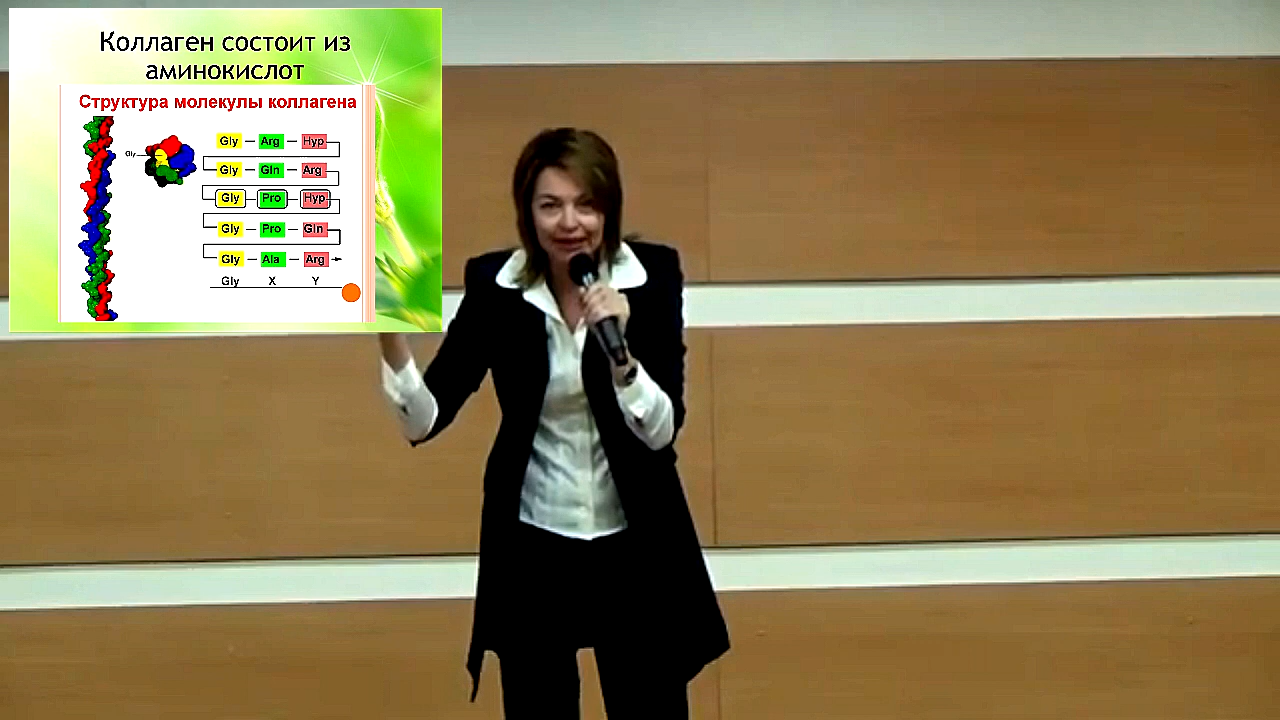 Коллаген состоит из
аминокислот
Структура молекулы коллагена
Gly
Gly — Arg — Hyp
Gly — Gln — Arg
Gly — Pro — Hyp
Gly — Pro — Gln
Gly — Ala — Arg
Gly X Y